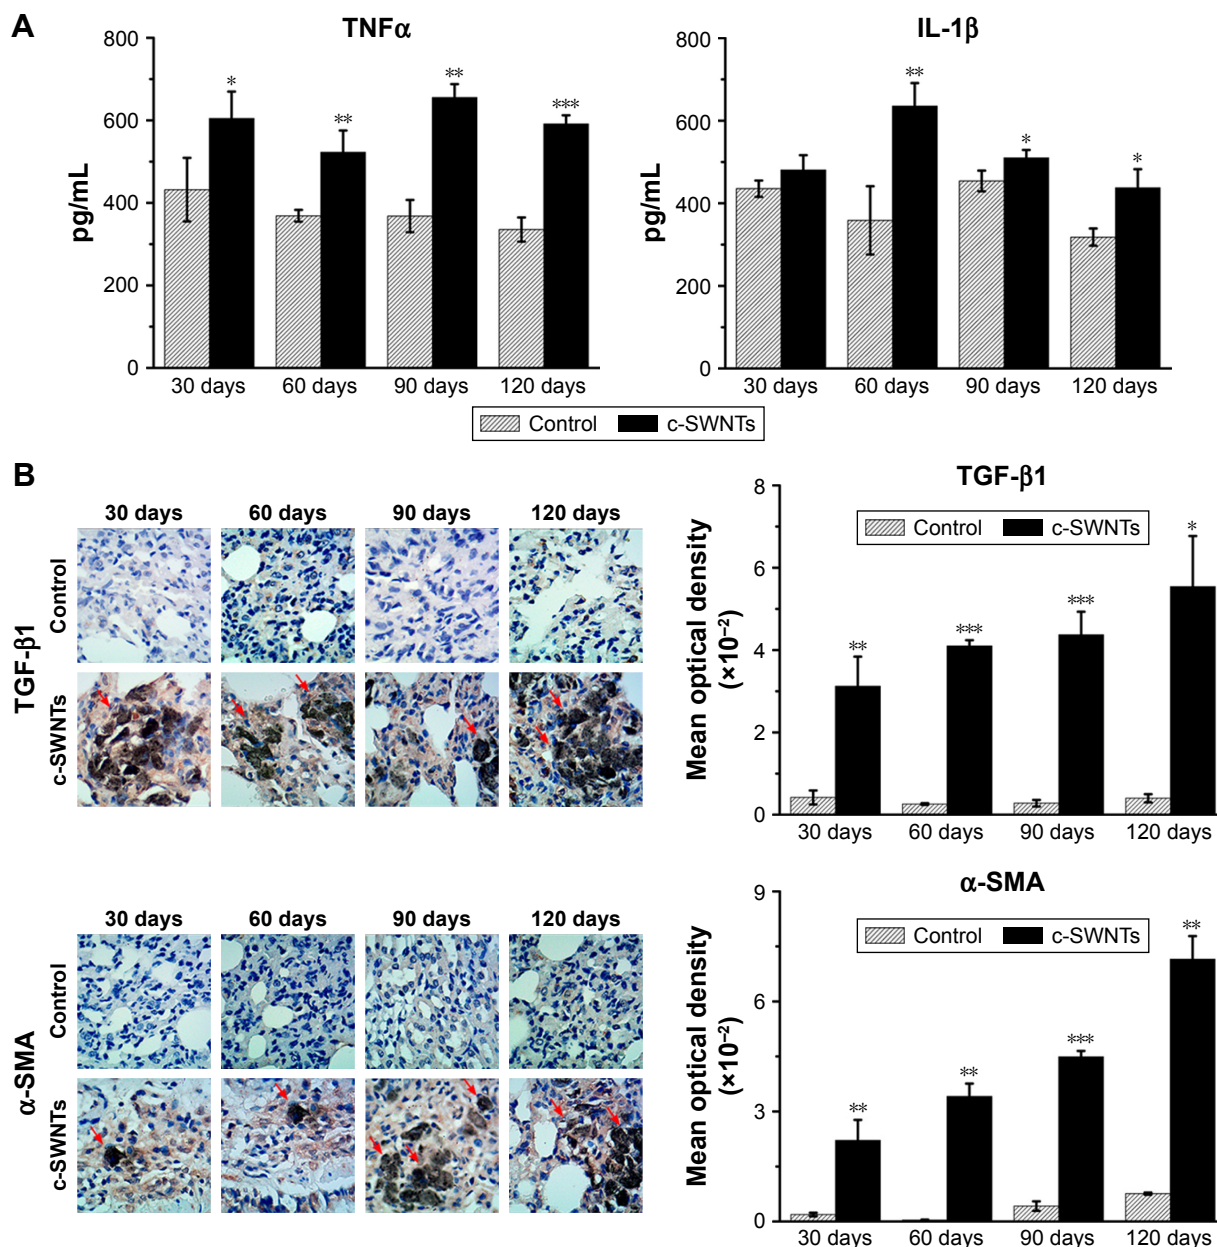 A
TNFα
IL-1β
pg/mL
800
600
400
200
0
*
**
**
***
30 days
60 days
90 days
120 days
pg/mL
800
600
400
200
0
**
*
*
30 days
60 days
90 days
120 days
Control
c-SWNTs
B
30 days
60 days
90 days
120 days
TGF-β1
Control
c-SWNTs
TGF-β1
Mean optical density
(×10⁻²)
8
6
4
2
0
Control
c-SWNTs
**
***
***
*
30 days
60 days
90 days
120 days
30 days
60 days
90 days
120 days
α-SMA
Control
c-SWNTs
α-SMA
Mean optical density
(×10⁻²)
9
6
3
0
Control
c-SWNTs
**
**
***
**
30 days
60 days
90 days
120 days